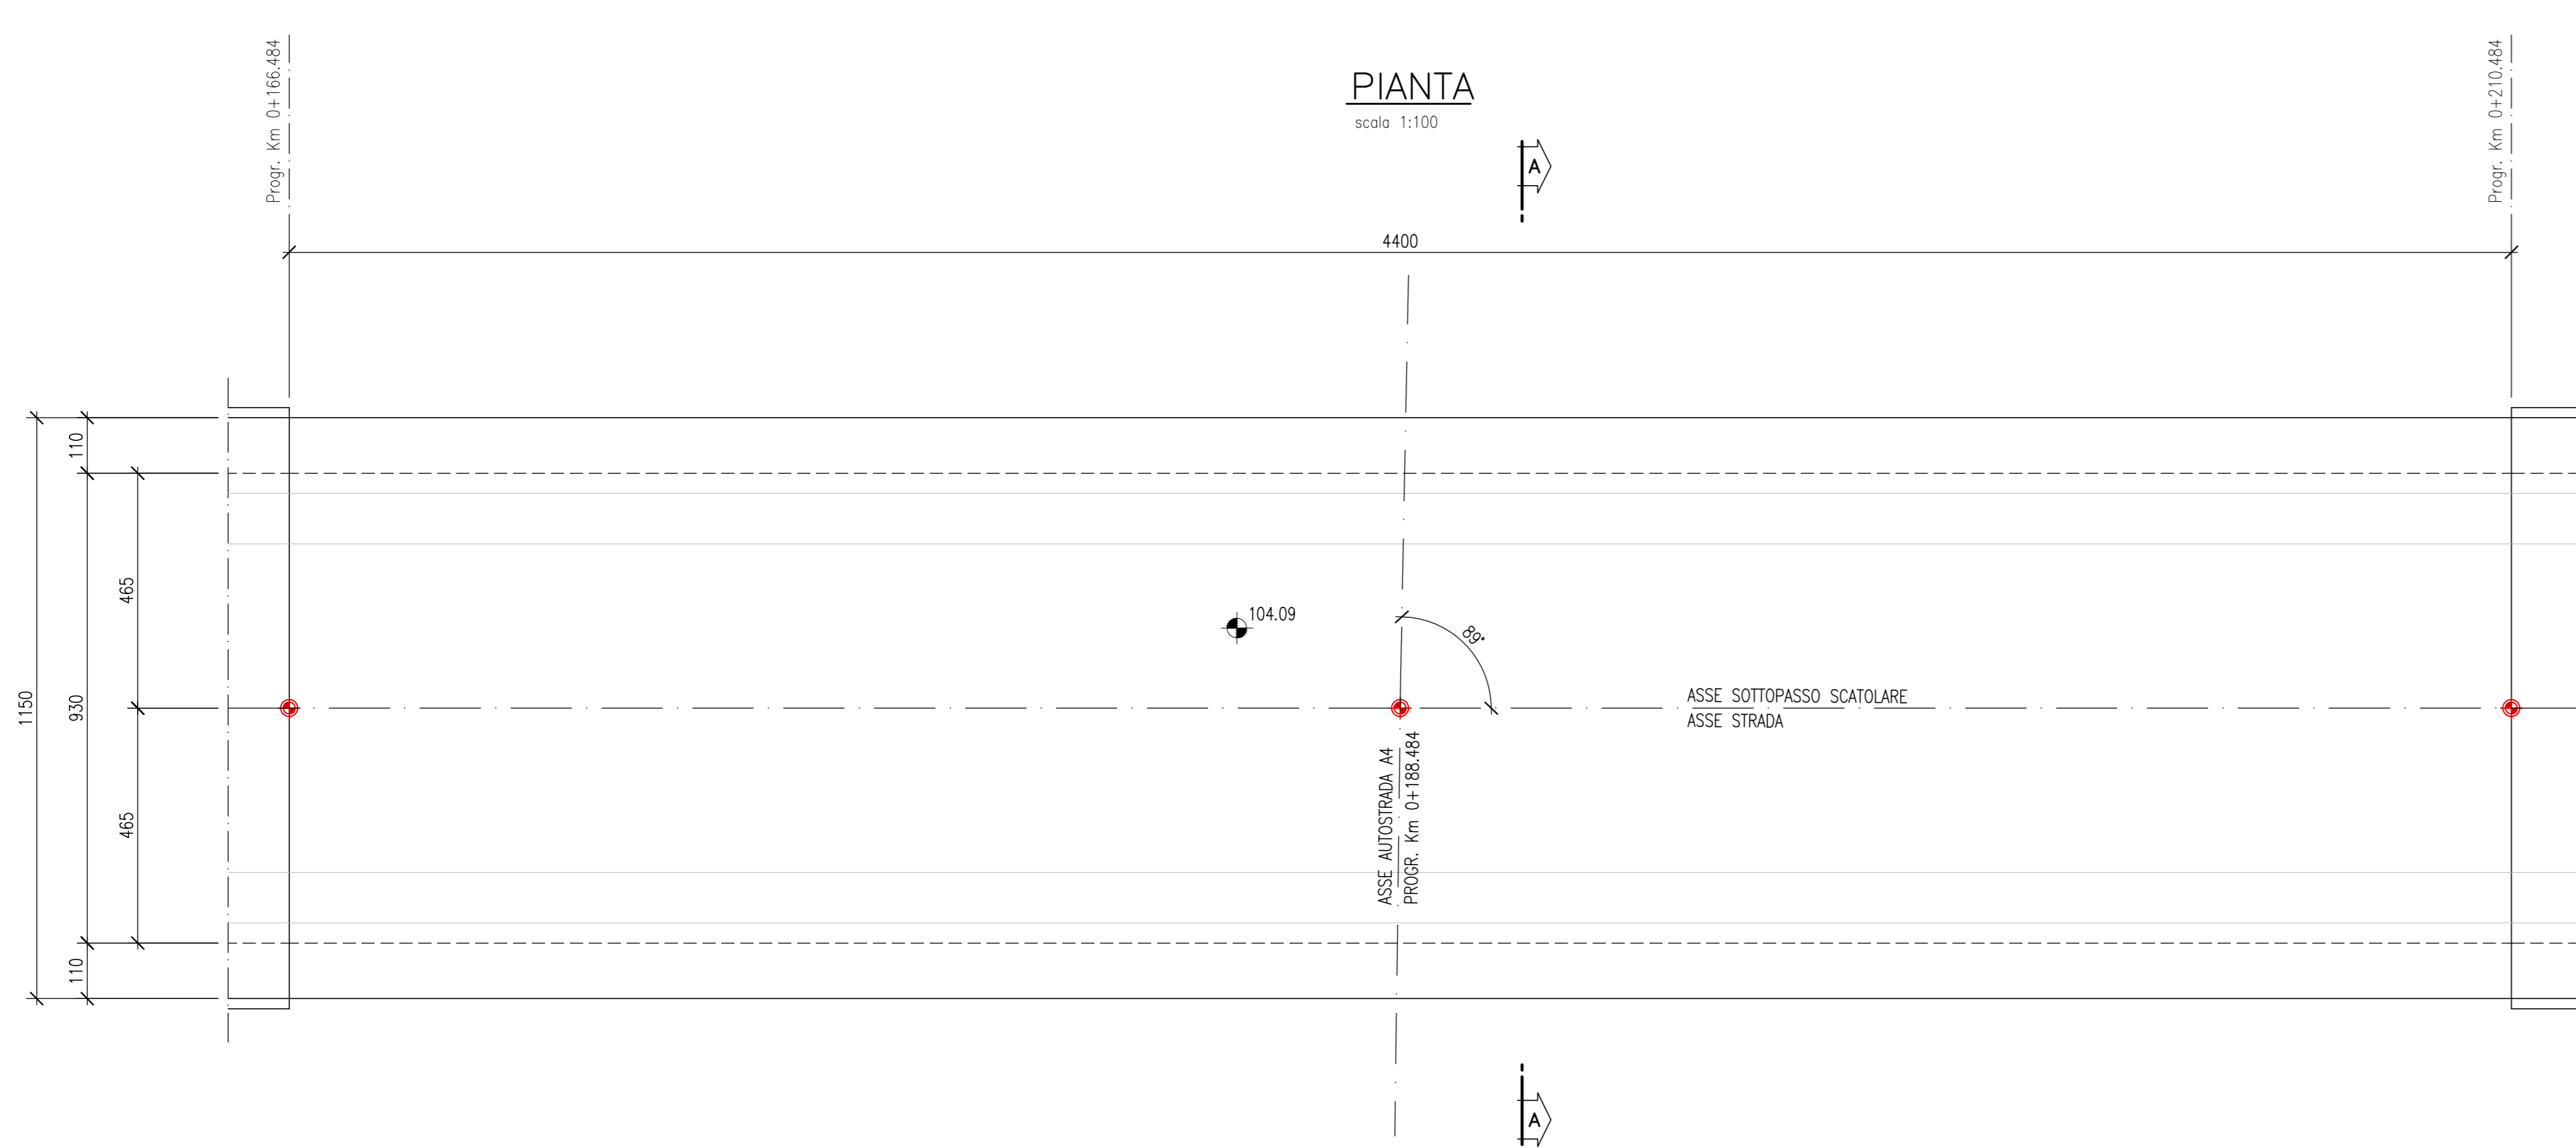 PIANTA
scala 1:100
Progr. Km 0+166.484
Progr. Km 0+210.484
A
4400
110
465
930
1150
465
110
104.09
89°
ASSE SOTTOPASSO SCATOLARE
ASSE STRADA
ASSE AUTOSTRADA A4
PROGR. Km 0+188.484
A